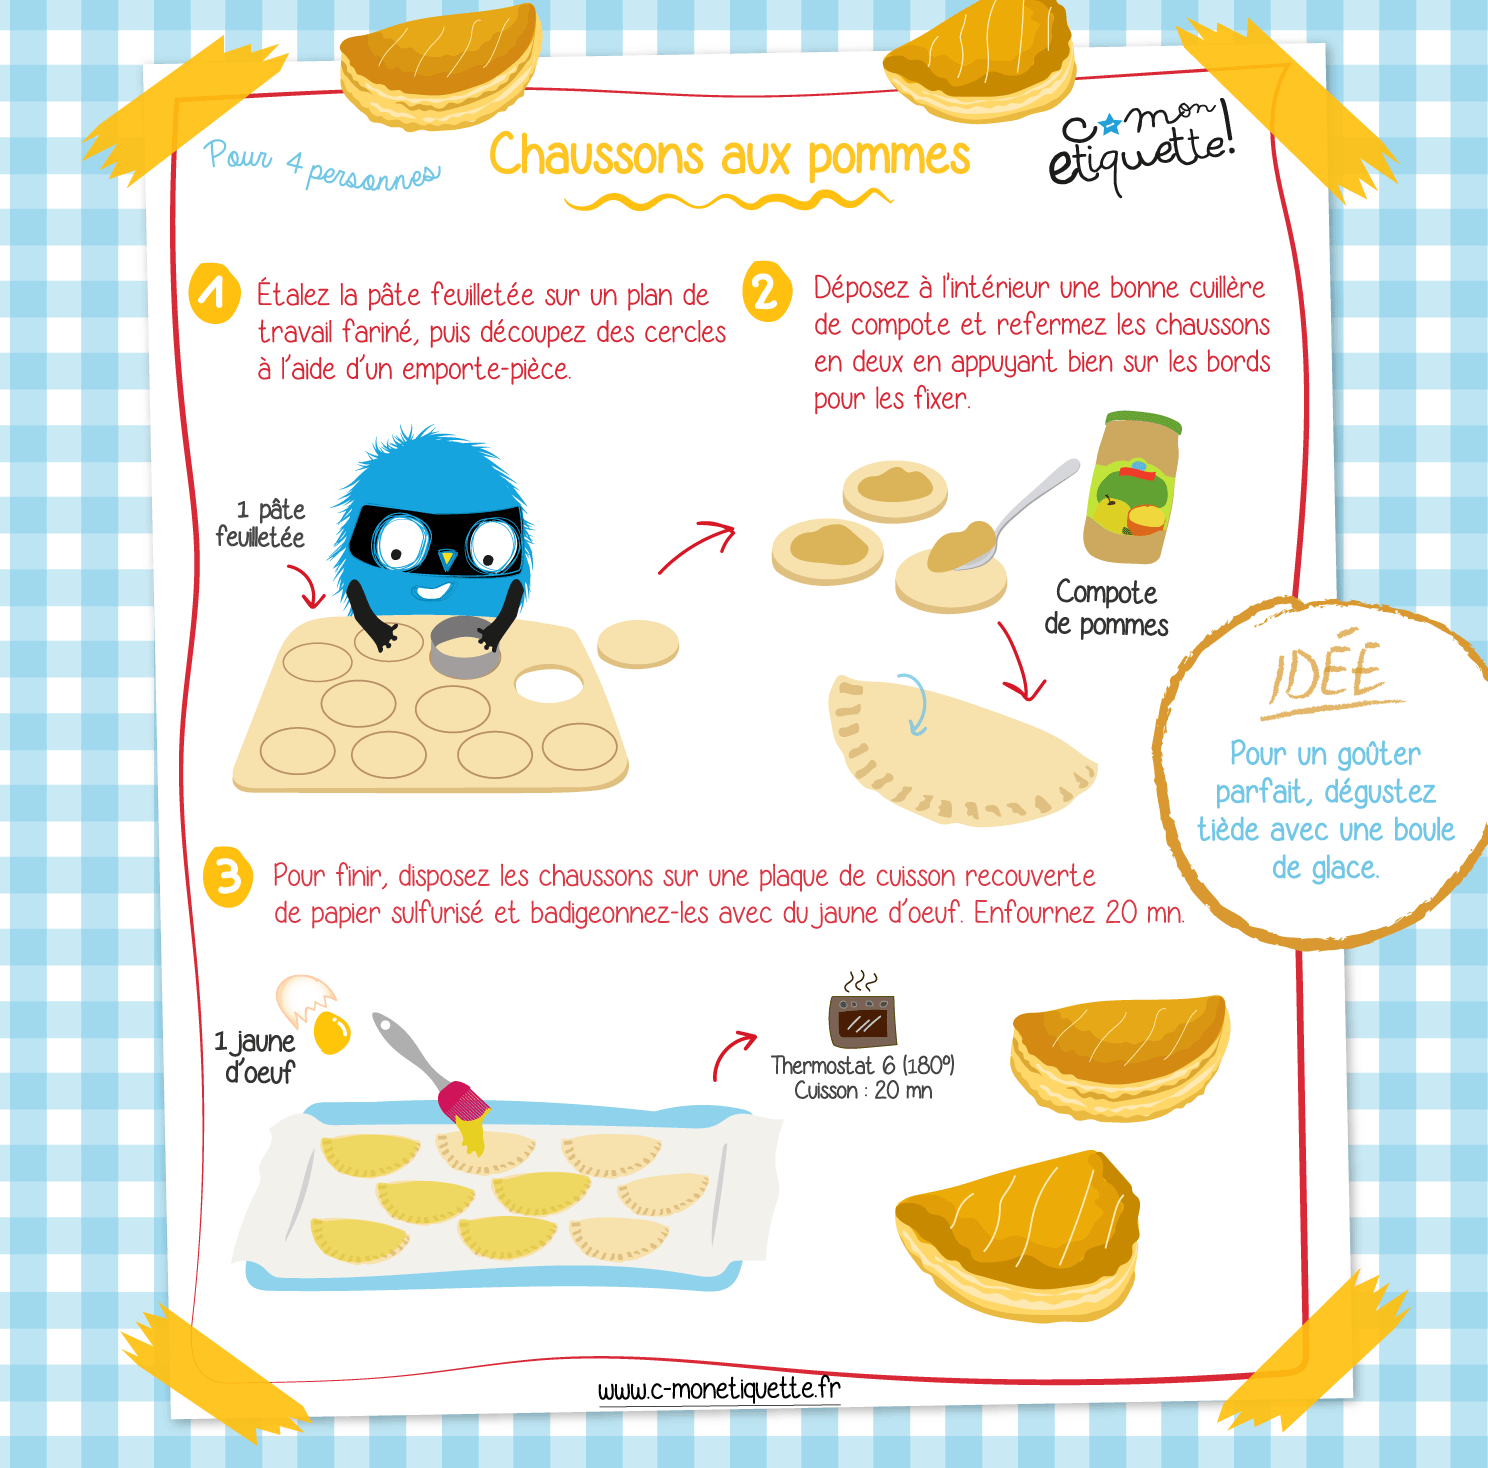 Pour 4 personnes
Chaussons aux pommes
c mon
etiquette!
1
Étalez la pâte feuilletée sur un plan de
travail fariné, puis découpez des cercles
à l'aide d'un emporte-pièce.
2
Déposez à l'intérieur une bonne cuillère
de compote et refermez les chaussons
en deux en appuyant bien sur les bords
pour les fixer.
1 pâte
feuilletée
Compote
de pommes
IDÉE
Pour un goûter
parfait, dégustez
tiède avec une boule
de glace.
3
Pour finir, disposez les chaussons sur une plaque de cuisson recouverte
de papier sulfurisé et badigeonnez-les avec du jaune d'oeuf. Enfournez 20 mn.
1 jaune
d'oeuf
Thermostat 6 (180°)
Cuisson : 20 mn
www.c-monetiquette.fr